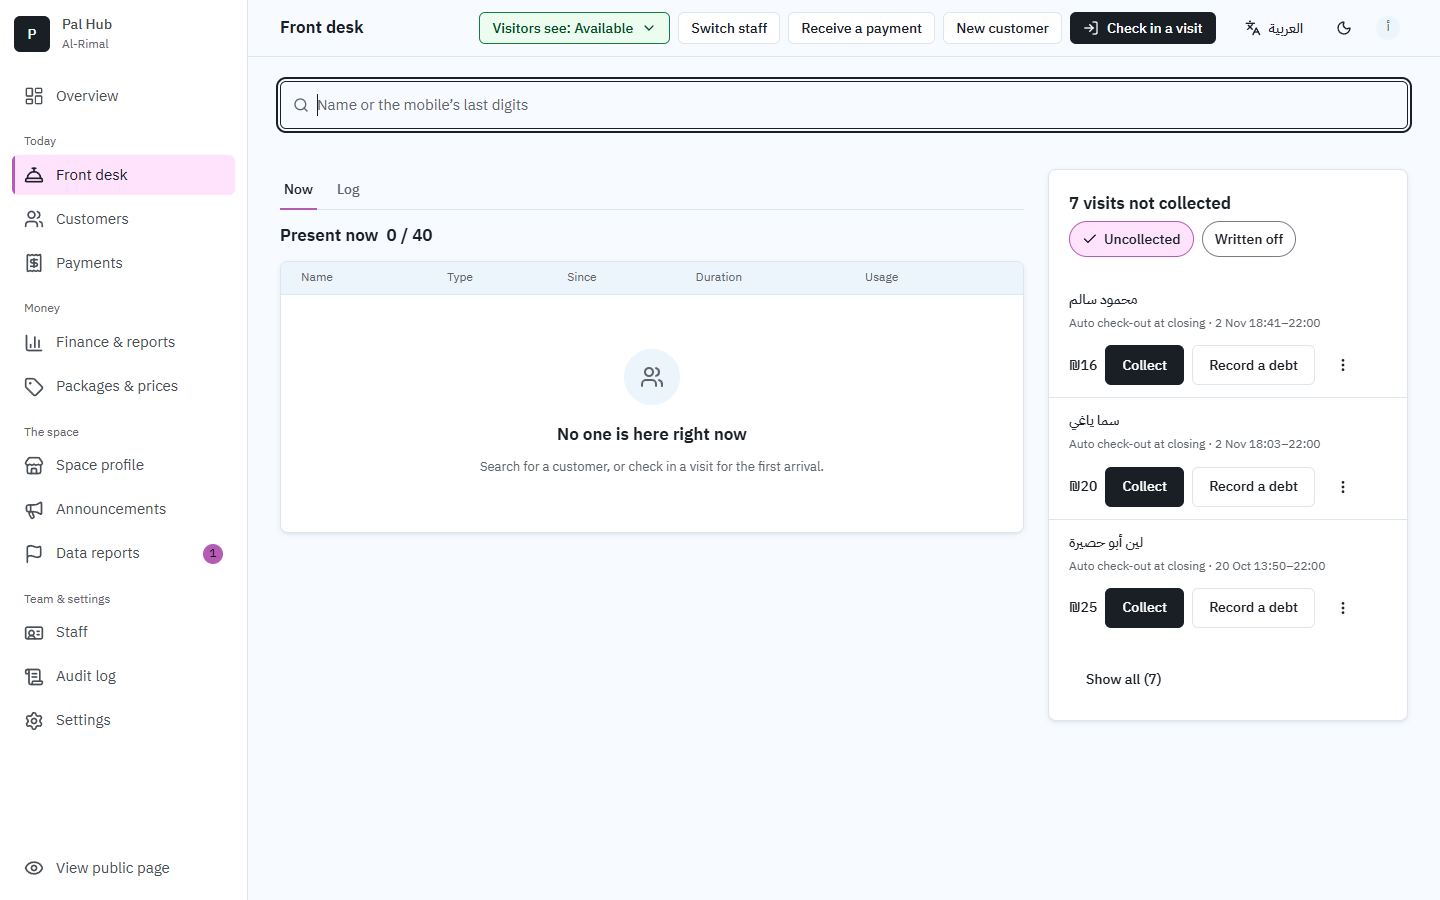 P
Pal Hub
Al-Rimal
Overview
Today
Front desk
Customers
Payments
Money
Finance & reports
Packages & prices
The space
Space profile
Announcements
Data reports
1
Team & settings
Staff
Audit log
Settings
View public page
Front desk
Visitors see: Available
Switch staff
Receive a payment
New customer
Check in a visit
العربية
أ
Name or the mobile’s last digits
Now
Log
Present now 0 / 40
Name Type Since Duration Usage
No one is here right now
Search for a customer, or check in a visit for the first arrival.
7 visits not collected
Uncollected
Written off
محمود سالم
Auto check-out at closing · 2 Nov 18:41–22:00
₪16 Collect Record a debt
سما ياغي
Auto check-out at closing · 2 Nov 18:03–22:00
₪20 Collect Record a debt
لين أبو حصيرة
Auto check-out at closing · 20 Oct 13:50–22:00
₪25 Collect Record a debt
Show all (7)